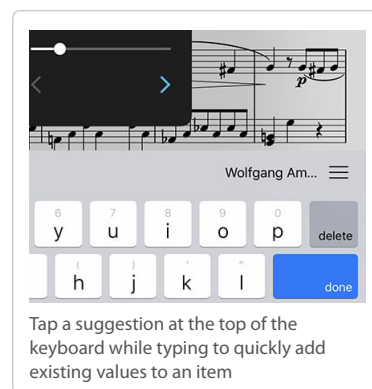 p
Wolfgang Am...
6 7 8 9 0
y u i o p delete
( ) ' "
h j k l done
Tap a suggestion at the top of the
keyboard while typing to quickly add
existing values to an item